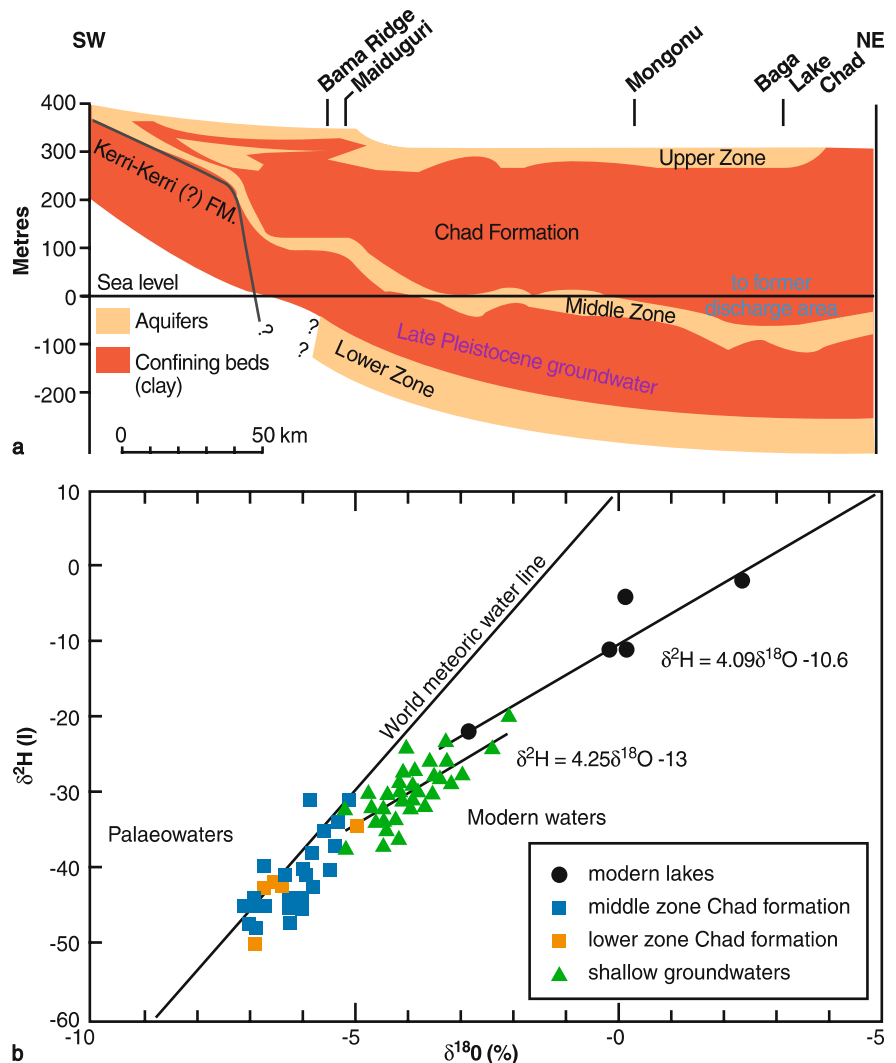 SW
Bama Ridge
Maiduguri
Mongonu
Baga
Lake
Chad
NE
400
300
200
100
0
-100
-200
Metres
Kerri-Kerri (?) FM.
Upper Zone
Chad Formation
Sea level
to former
discharge area
Middle Zone
Aquifers
Confining beds
(clay)
?
?
?
Lower Zone
Late Pleistocene groundwater
0
50 km
a
10
0
-10
-20
-30
-40
-50
-60
δ²H (I)
World meteoric water line
δ²H = 4.09δ¹⁸O -10.6
δ²H = 4.25δ¹⁸O -13
Palaeowaters
Modern waters
modern lakes
middle zone Chad formation
lower zone Chad formation
shallow groundwaters
-10
-5
-0
-5
δ¹⁸0 (%)
b